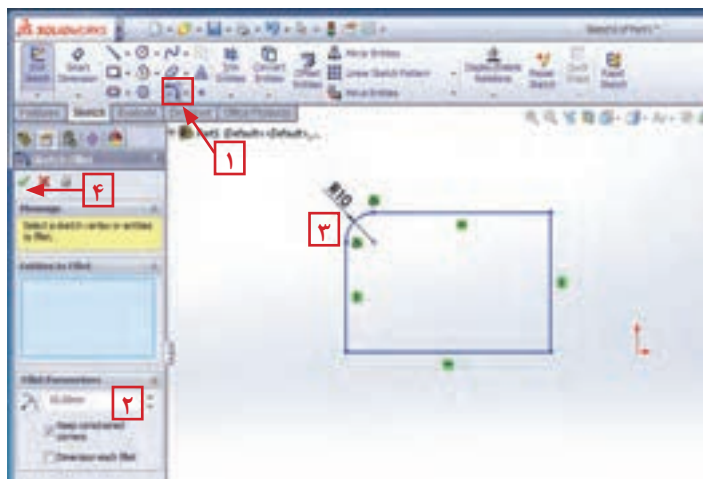 SOLIDWORKS
Sketch3 of Part1 *
Exit Sketch
Smart Dimension
Trim Entities
Convert Entities
Offset Entities
Mirror Entities
Linear Sketch Pattern
Move Entities
Display/Delete Relations
Repair Sketch
Quick Snaps
Rapid Sketch
Features
Sketch
Evaluate
Office Products
Part1 (Default<<Default>_...
۱
Sketch Fillet
۴
Message
Select a sketch vertex or entities to fillet.
Entities to Fillet
R10
۳
Fillet Parameters
10.00mm
۲
Keep constrained corners
Dimension each fillet